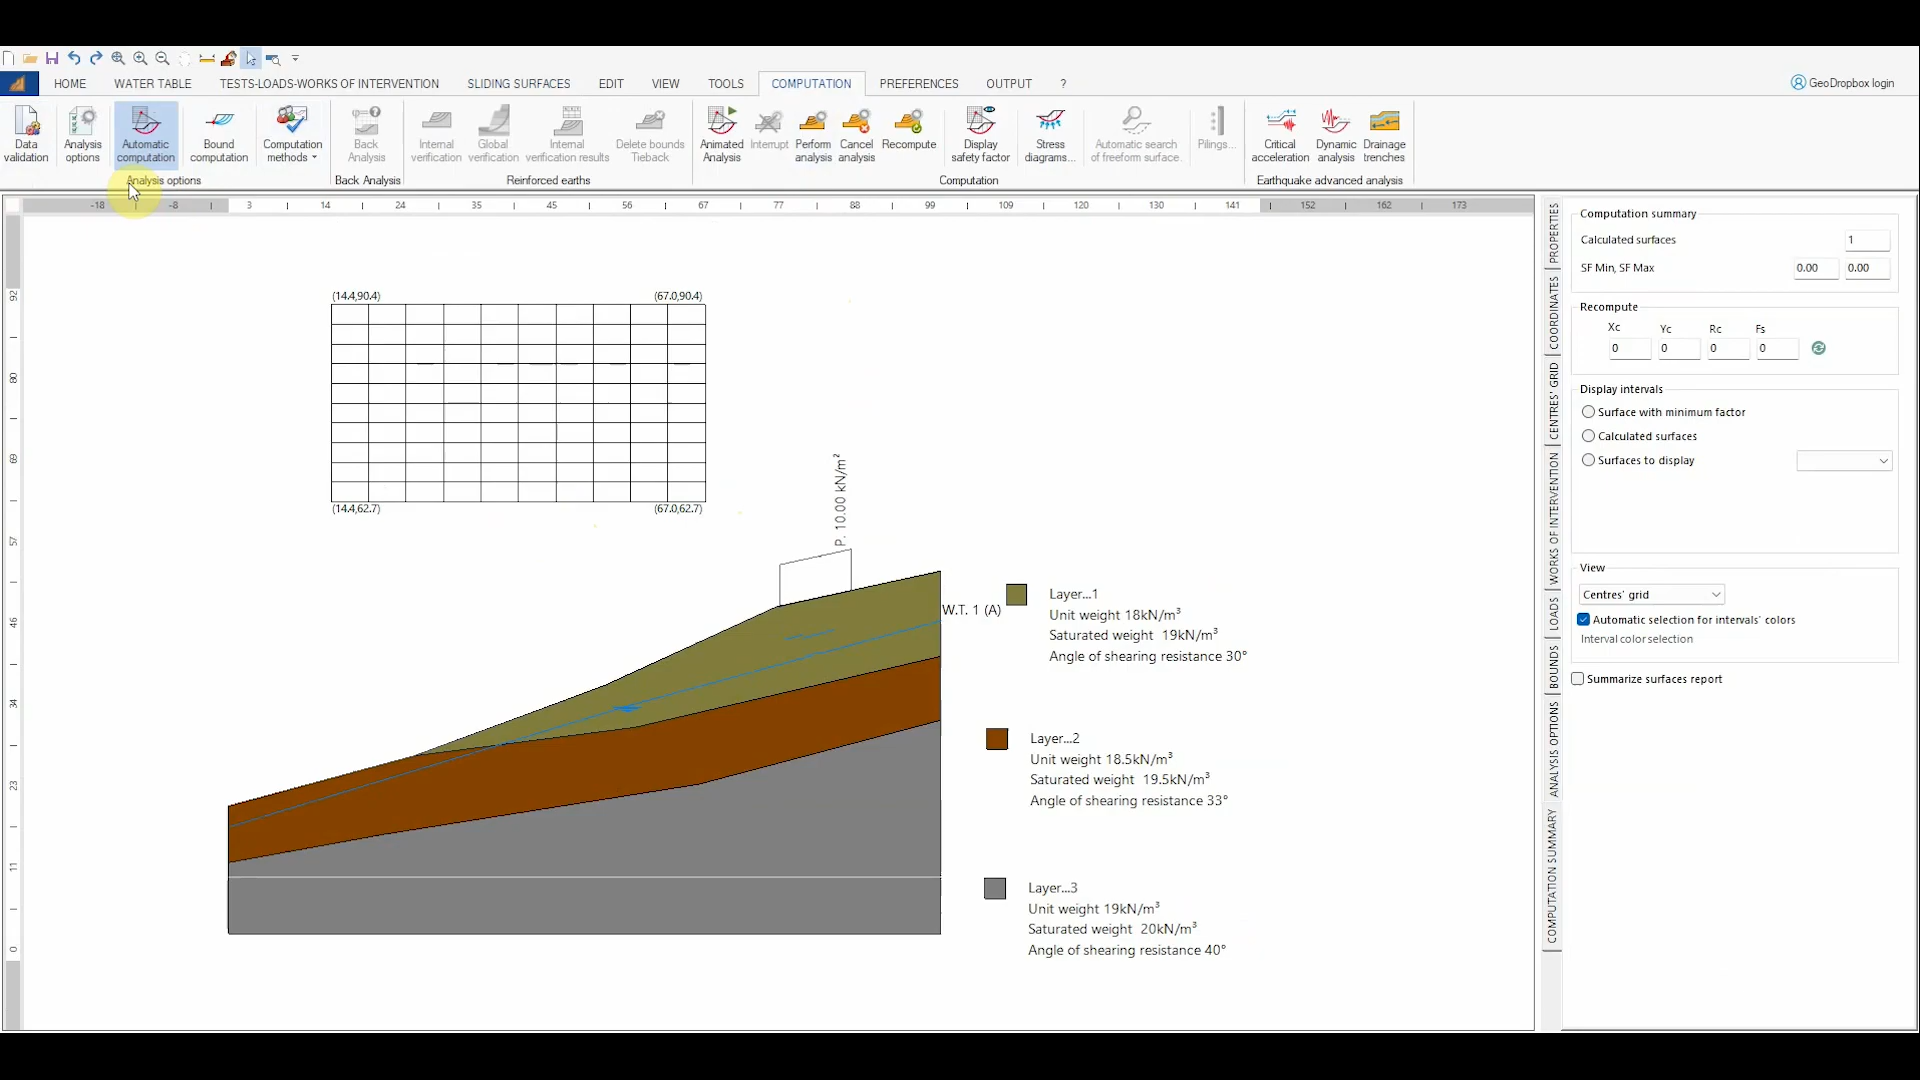 HOME WATER TABLE TESTS-LOADS-WORKS OF INTERVENTION SLIDING SURFACES EDIT VIEW TOOLS COMPUTATION PREFERENCES OUTPUT ? GeoDropbox login
Data validation
Analysis options
Automatic computation
Bound computation
Computation methods
Back Analysis
Internal verification
Global verification
Internal verification results
Delete bounds Tieback
Animated Analysis
Interrupt
Perform analysis
Cancel analysis
Recompute
Display safety factor
Stress diagrams...
Automatic search of freeform surface.
Pilings...
Critical acceleration
Dynamic analysis
Drainage trenches
Analysis options
Back Analysis
Reinforced earths
Computation
Earthquake advanced analysis
-18 -8 3 14 24 35 45 56 67 77 88 99 109 120 130 141 152 162 173
92
80
69
57
46
34
23
11
0
(14.4,90.4) (67.0,90.4)
(14.4,62.7) (67.0,62.7)
P. 10.00 kN/m²
W.T. 1 (A)
Layer...1
Unit weight 18kN/m³
Saturated weight 19kN/m³
Angle of shearing resistance 30°
Layer...2
Unit weight 18.5kN/m³
Saturated weight 19.5kN/m³
Angle of shearing resistance 33°
Layer...3
Unit weight 19kN/m³
Saturated weight 20kN/m³
Angle of shearing resistance 40°
PROPERTIES
COORDINATES
CENTRES' GRID
WORKS OF INTERVENTION
LOADS
BOUNDS
ANALYSIS OPTIONS
COMPUTATION SUMMARY
Computation summary
Calculated surfaces 1
SF Min, SF Max 0.00 0.00
Recompute
Xc Yc Rc Fs
0 0 0 0
Display intervals
Surface with minimum factor
Calculated surfaces
Surfaces to display
View
Centres' grid
Automatic selection for intervals' colors
Interval color selection
Summarize surfaces report